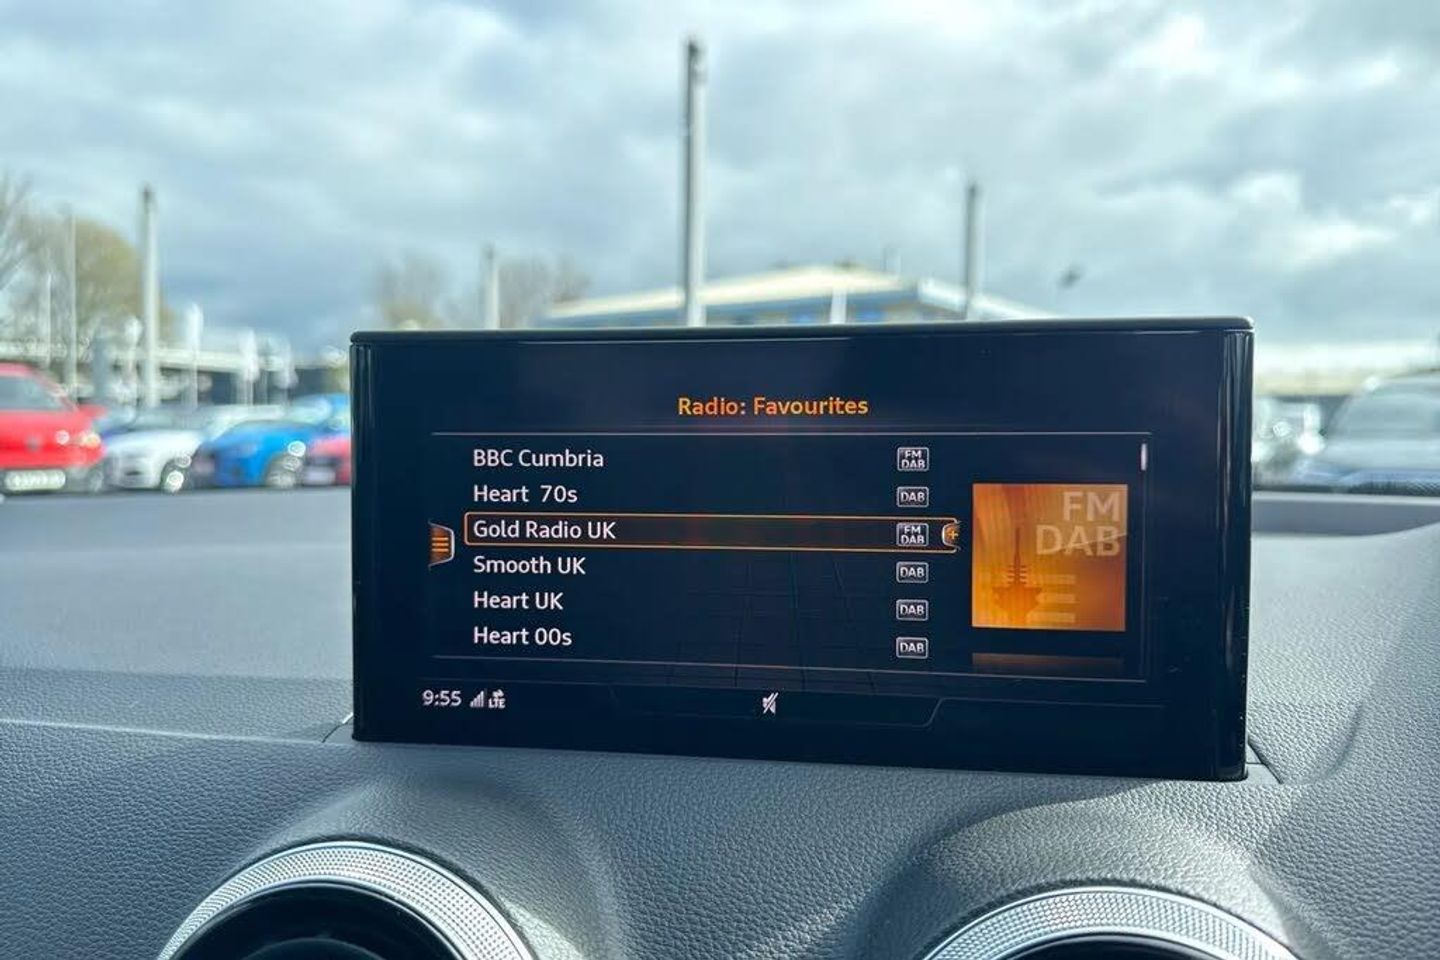 Radio: Favourites
BBC Cumbria FM DAB
Heart 70s DAB
Gold Radio UK FM DAB
Smooth UK DAB
Heart UK DAB
Heart 00s DAB
FM
DAB
9:55 LTE